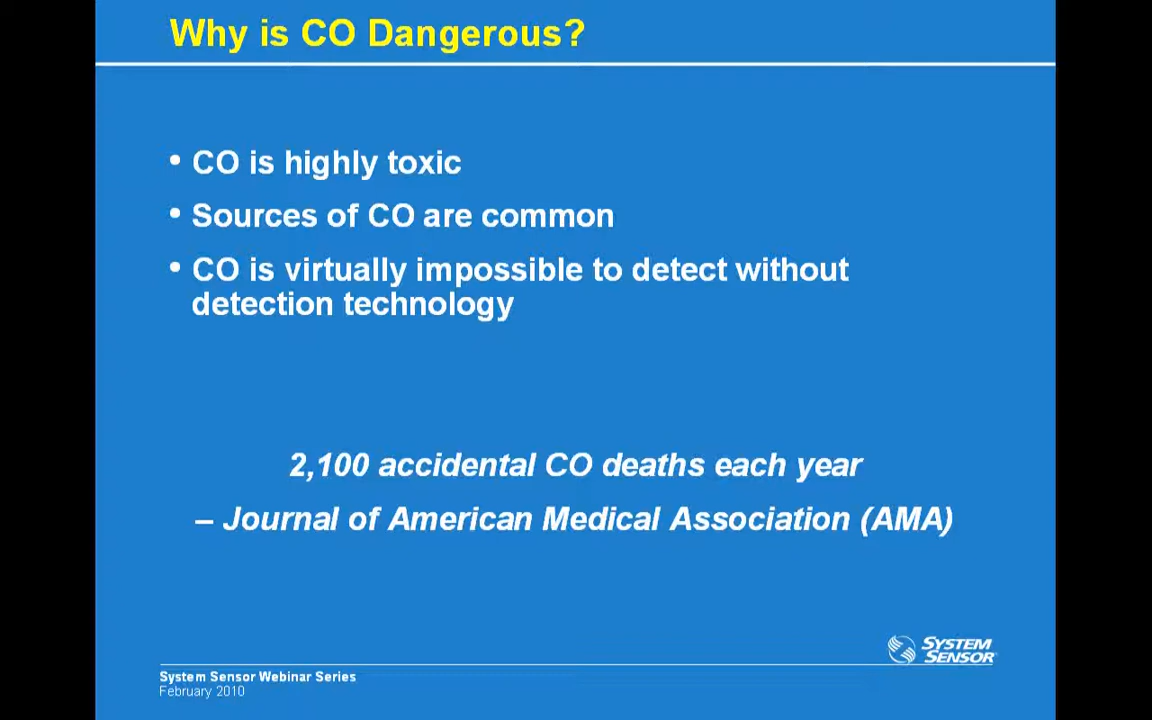 Why is CO Dangerous?
• CO is highly toxic
• Sources of CO are common
• CO is virtually impossible to detect without
detection technology
2,100 accidental CO deaths each year
– Journal of American Medical Association (AMA)
SYSTEM
SENSOR
System Sensor Webinar Series
February 2010